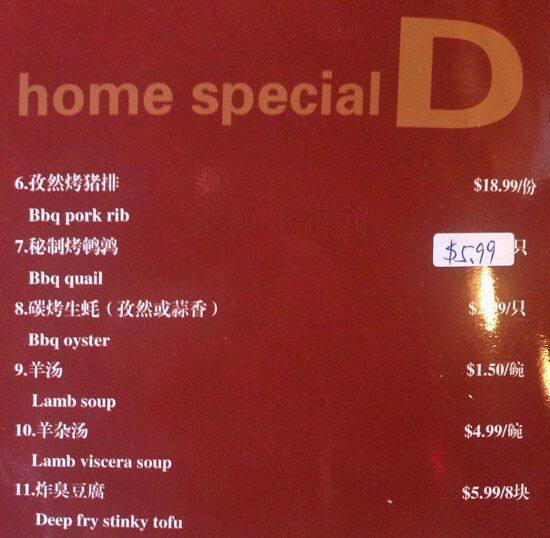 home special D
6.孜然烤猪排 $18.99/份
Bbq pork rib
7.秘制烤鹌鹑 $5.99 只
Bbq quail
8.碳烤生蚝（孜然或蒜香） /只
Bbq oyster
9.羊汤 $1.50/碗
Lamb soup
10.羊杂汤 $4.99/碗
Lamb viscera soup
11.炸臭豆腐 $5.99/8块
Deep fry stinky tofu